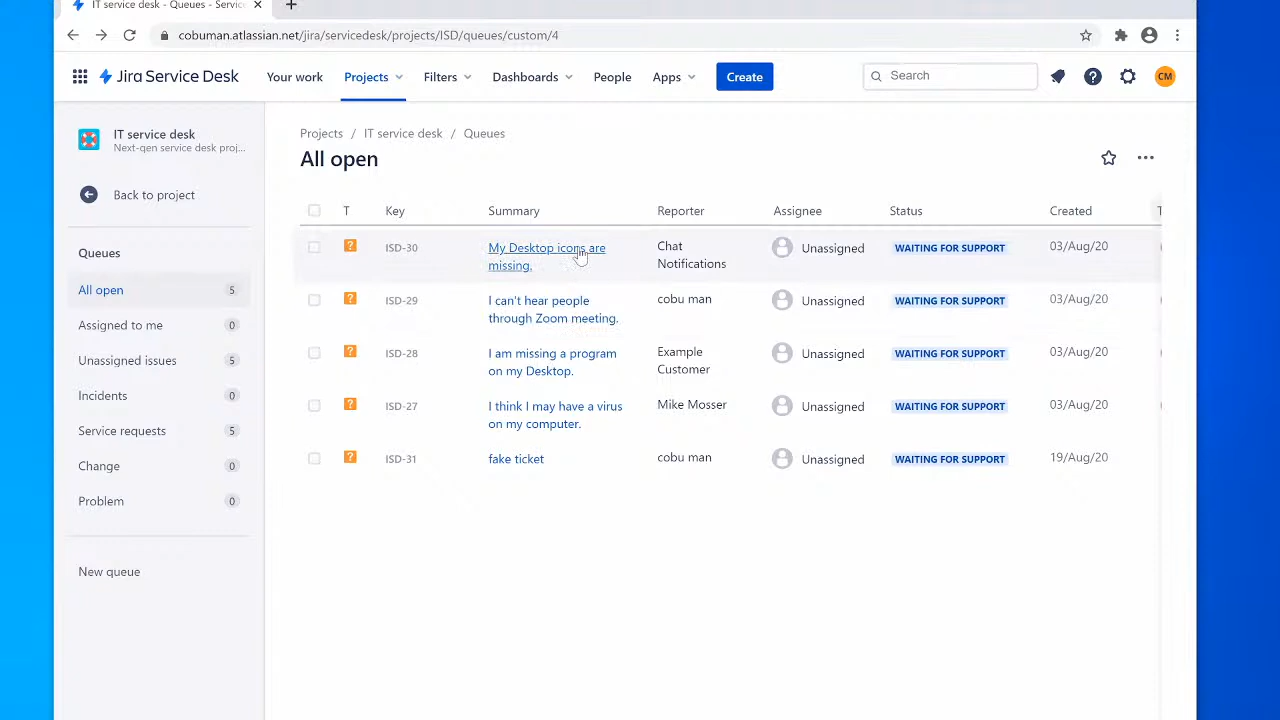 IT service desk - Queues - Service
cobuman.atlassian.net/jira/servicedesk/projects/ISD/queues/custom/4
Jira Service Desk
Your work
Projects
Filters
Dashboards
People
Apps
Create
Search
CM
IT service desk
Next-gen service desk proj...
Back to project
Queues
All open 5
Assigned to me 0
Unassigned issues 5
Incidents 0
Service requests 5
Change 0
Problem 0
New queue
Projects / IT service desk / Queues
All open
T Key Summary Reporter Assignee Status Created T
ISD-30 My Desktop icons are missing. Chat Notifications Unassigned WAITING FOR SUPPORT 03/Aug/20
ISD-29 I can't hear people through Zoom meeting. cobu man Unassigned WAITING FOR SUPPORT 03/Aug/20
ISD-28 I am missing a program on my Desktop. Example Customer Unassigned WAITING FOR SUPPORT 03/Aug/20
ISD-27 I think I may have a virus on my computer. Mike Mosser Unassigned WAITING FOR SUPPORT 03/Aug/20
ISD-31 fake ticket cobu man Unassigned WAITING FOR SUPPORT 19/Aug/20